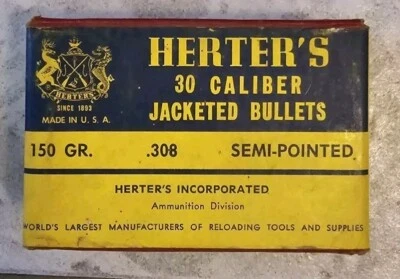 HERTER'S
30 CALIBER
JACKETED BULLETS
HERTER'S
SINCE 1893
MADE IN U. S. A.
150 GR. .308 SEMI-POINTED
HERTER'S INCORPORATED
Ammunition Division
WORLD'S LARGEST MANUFACTURERS OF RELOADING TOOLS AND SUPPLIES